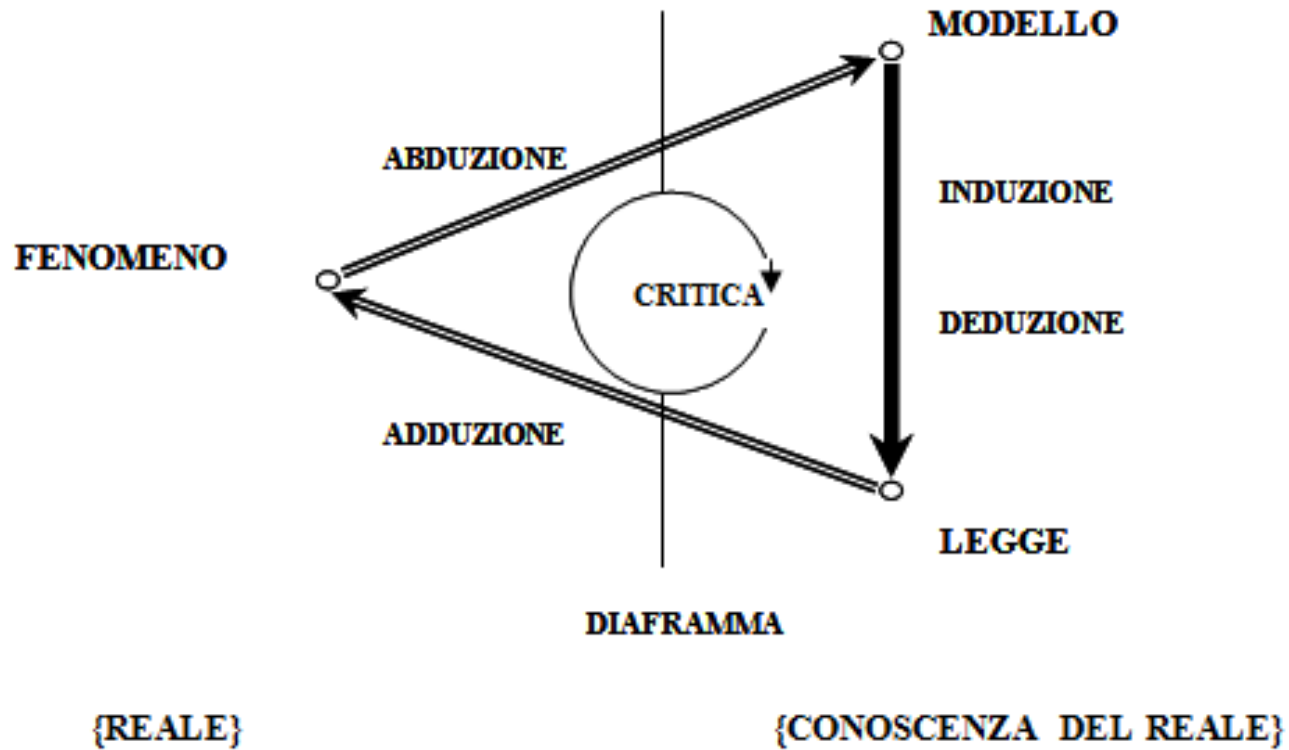 MODELLO
ABDUZIONE
INDUZIONE
FENOMENO
CRITICA
DEDUZIONE
ADDUZIONE
LEGGE
DIAFRAMMA
{REALE}
{CONOSCENZA DEL REALE}